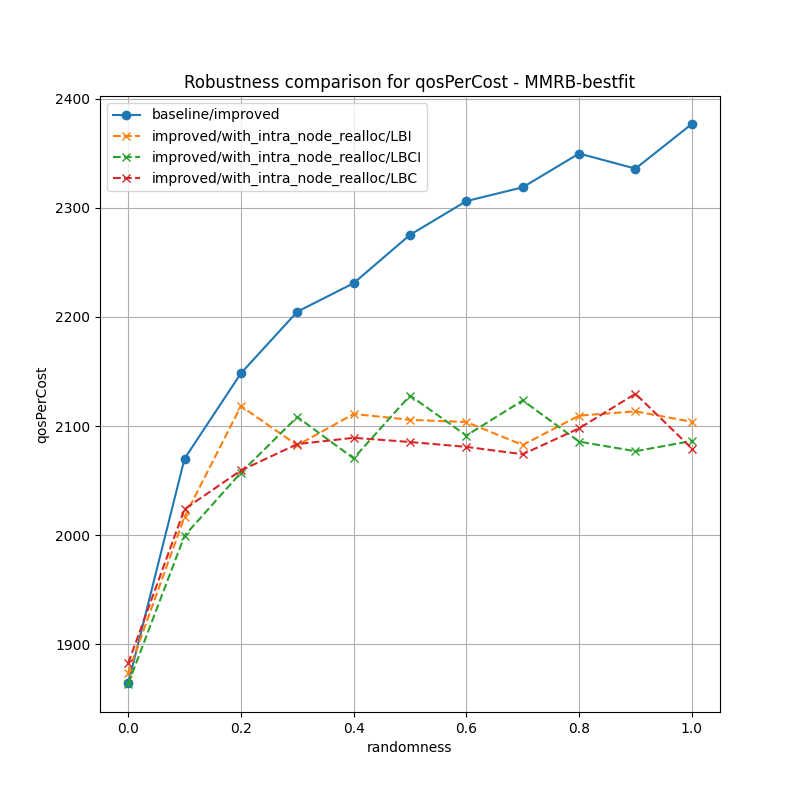 Robustness comparison for qosPerCost - MMRB-bestfit
baseline/improved
improved/with_intra_node_realloc/LBI
improved/with_intra_node_realloc/LBCI
improved/with_intra_node_realloc/LBC
2400
2300
2200
2100
2000
1900
qosPerCost
0.0 0.2 0.4 0.6 0.8 1.0
randomness